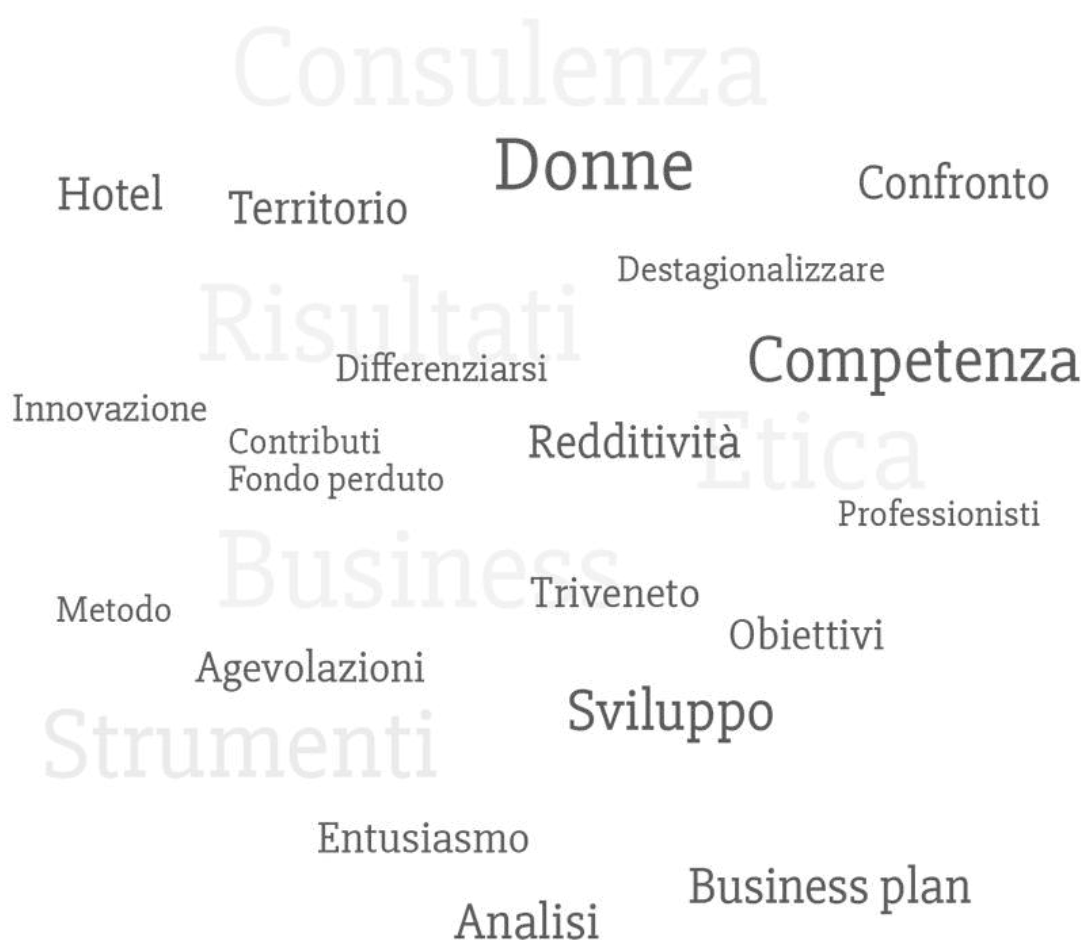 Consulenza
Donne
Hotel
Territorio
Confronto
Destagionalizzare
Risultati
Differenziarsi
Competenza
Innovazione
Contributi
Fondo perduto
Redditività
Etica
Professionisti
Business
Triveneto
Metodo
Obiettivi
Agevolazioni
Sviluppo
Strumenti
Entusiasmo
Business plan
Analisi